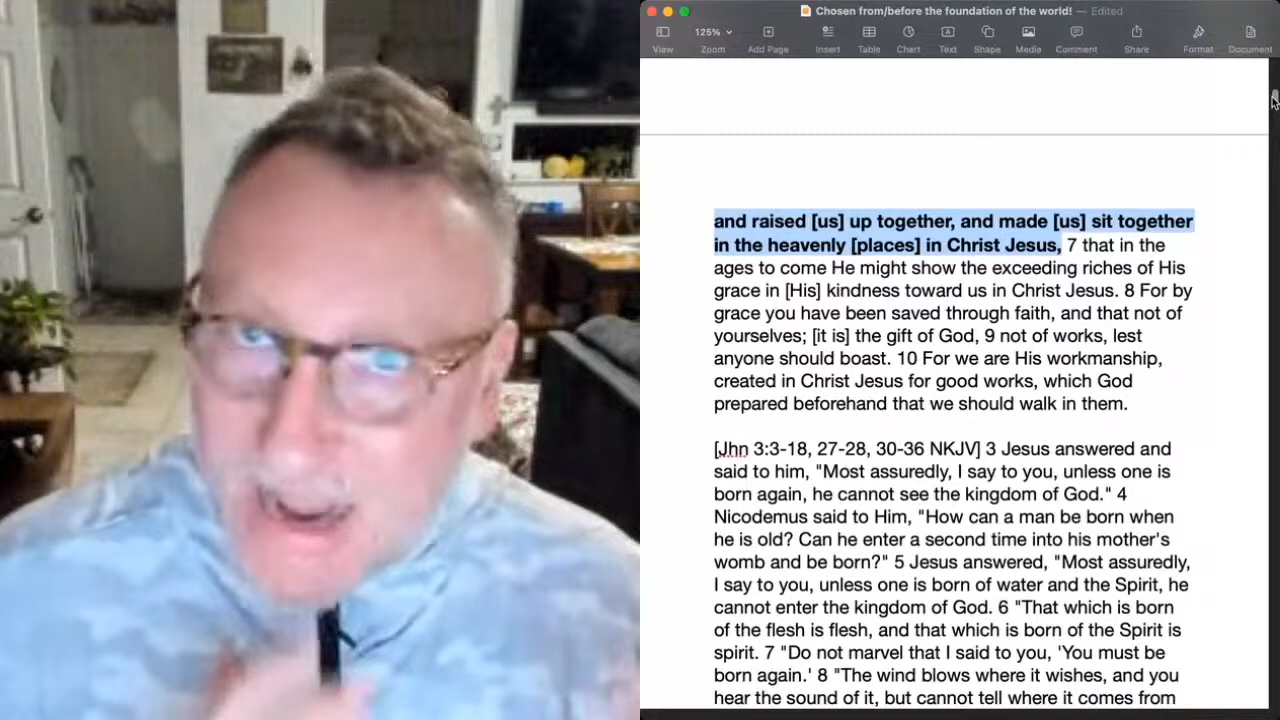 Chosen from/before the foundation of the world! — Edited
125%
View Zoom Add Page Insert Table Chart Text Shape Media Comment Share Format Document
and raised [us] up together, and made [us] sit together
in the heavenly [places] in Christ Jesus, 7 that in the
ages to come He might show the exceeding riches of His
grace in [His] kindness toward us in Christ Jesus. 8 For by
grace you have been saved through faith, and that not of
yourselves; [it is] the gift of God, 9 not of works, lest
anyone should boast. 10 For we are His workmanship,
created in Christ Jesus for good works, which God
prepared beforehand that we should walk in them.
[Jhn 3:3-18, 27-28, 30-36 NKJV] 3 Jesus answered and
said to him, "Most assuredly, I say to you, unless one is
born again, he cannot see the kingdom of God." 4
Nicodemus said to Him, "How can a man be born when
he is old? Can he enter a second time into his mother's
womb and be born?" 5 Jesus answered, "Most assuredly,
I say to you, unless one is born of water and the Spirit, he
cannot enter the kingdom of God. 6 "That which is born
of the flesh is flesh, and that which is born of the Spirit is
spirit. 7 "Do not marvel that I said to you, 'You must be
born again.' 8 "The wind blows where it wishes, and you
hear the sound of it, but cannot tell where it comes from